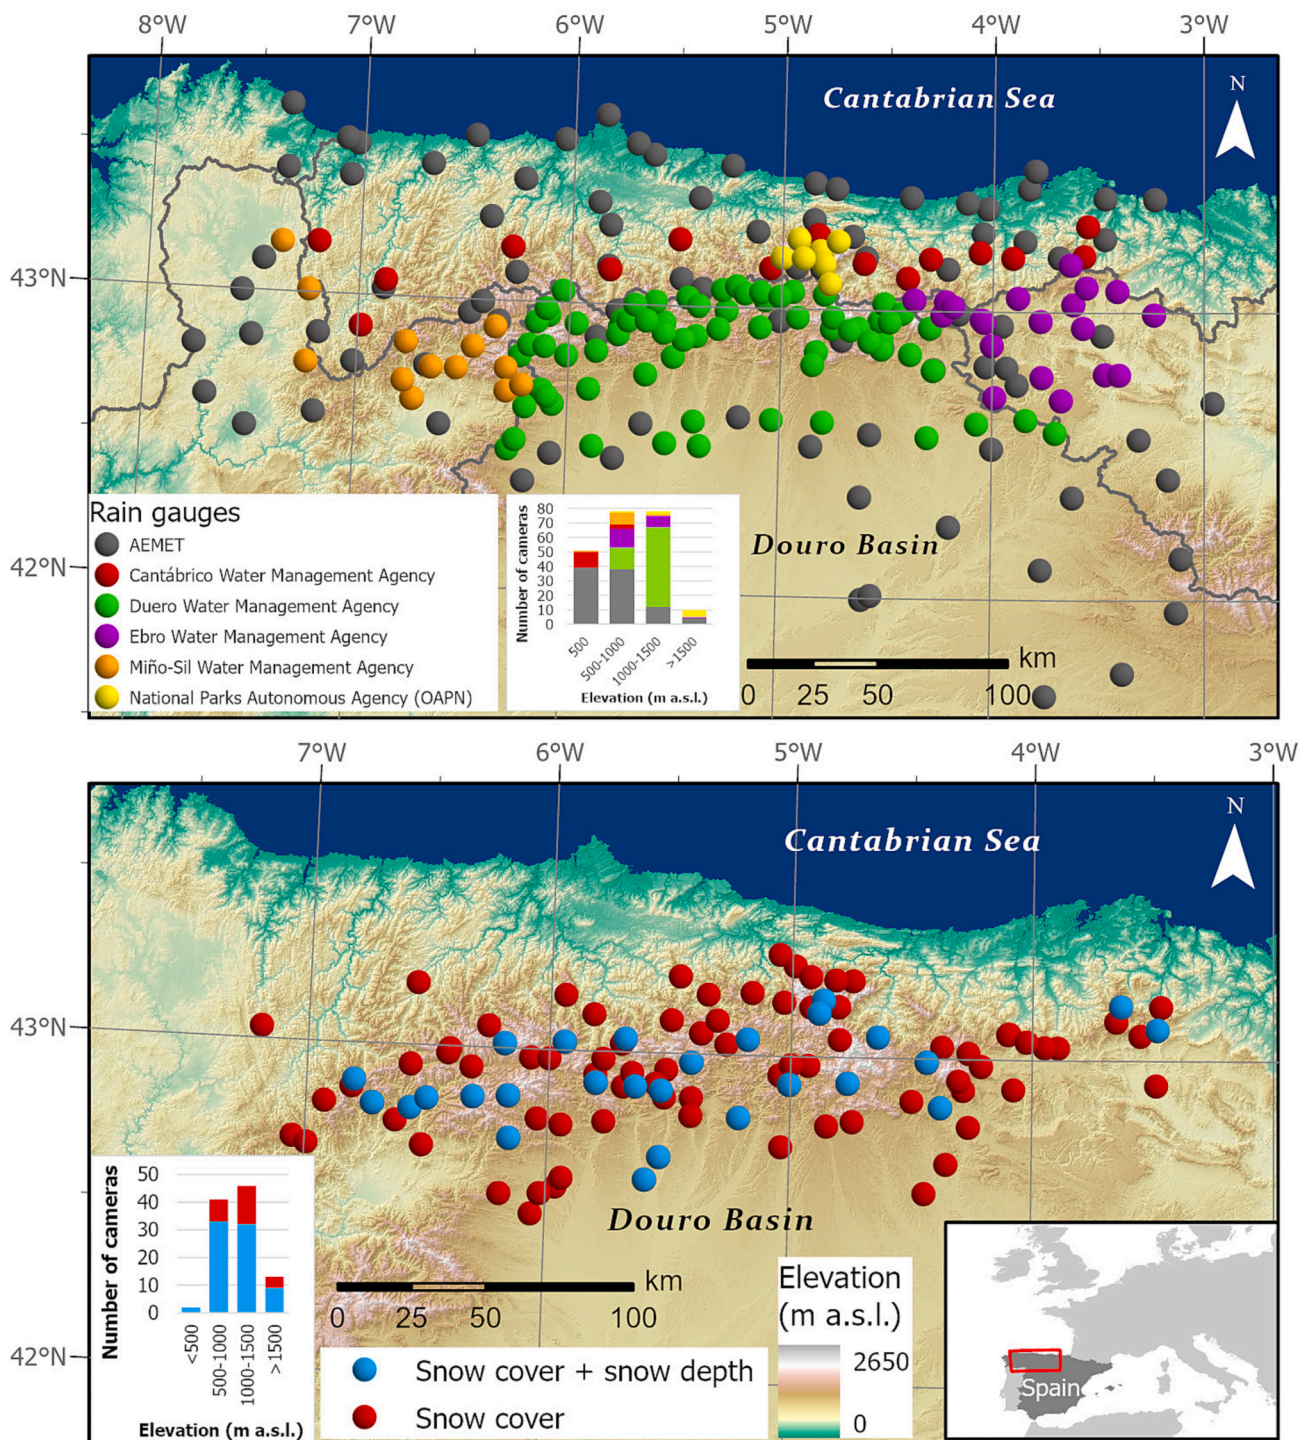 8°W 7°W 6°W 5°W 4°W 3°W
Cantabrian Sea
N
43°N
42°N
Douro Basin
Rain gauges
AEMET
Cantábrico Water Management Agency
Duero Water Management Agency
Ebro Water Management Agency
Miño-Sil Water Management Agency
National Parks Autonomous Agency (OAPN)
Number of cameras
80
70
60
50
40
30
20
10
0
500 500-1000 1000-1500 >1500
Elevation (m a.s.l.)
km
0 25 50 100
7°W 6°W 5°W 4°W 3°W
Cantabrian Sea
N
43°N
42°N
Douro Basin
Number of cameras
50
40
30
20
10
0
<500 500-1000 1000-1500 >1500
Elevation (m a.s.l.)
km
0 25 50 100
Snow cover + snow depth
Snow cover
Elevation
(m a.s.l.)
2650
0
Spain